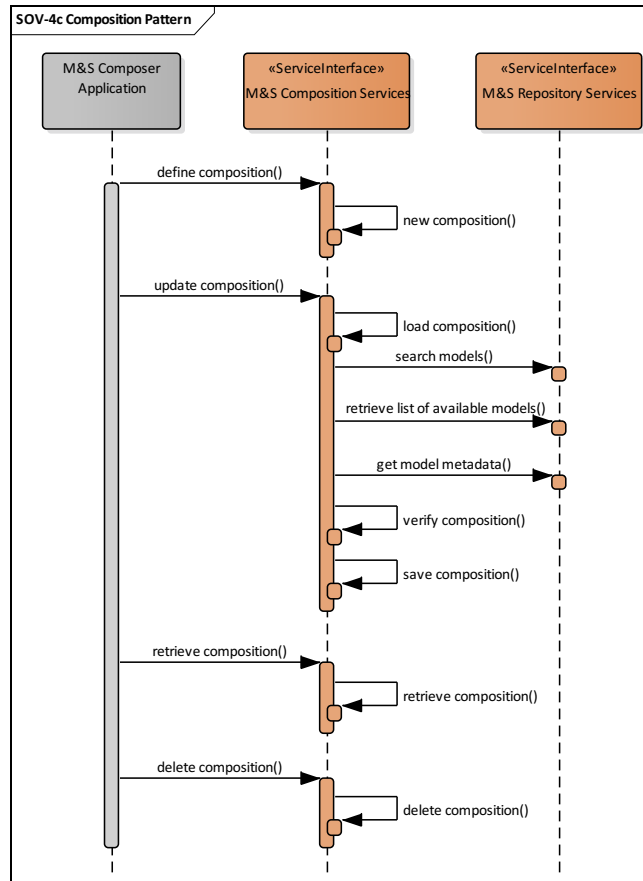 SOV-4c Composition Pattern
M&S Composer
Application
«ServiceInterface»
M&S Composition Services
«ServiceInterface»
M&S Repository Services
define composition()
new composition()
update composition()
load composition()
search models()
retrieve list of available models()
get model metadata()
verify composition()
save composition()
retrieve composition()
retrieve composition()
delete composition()
delete composition()